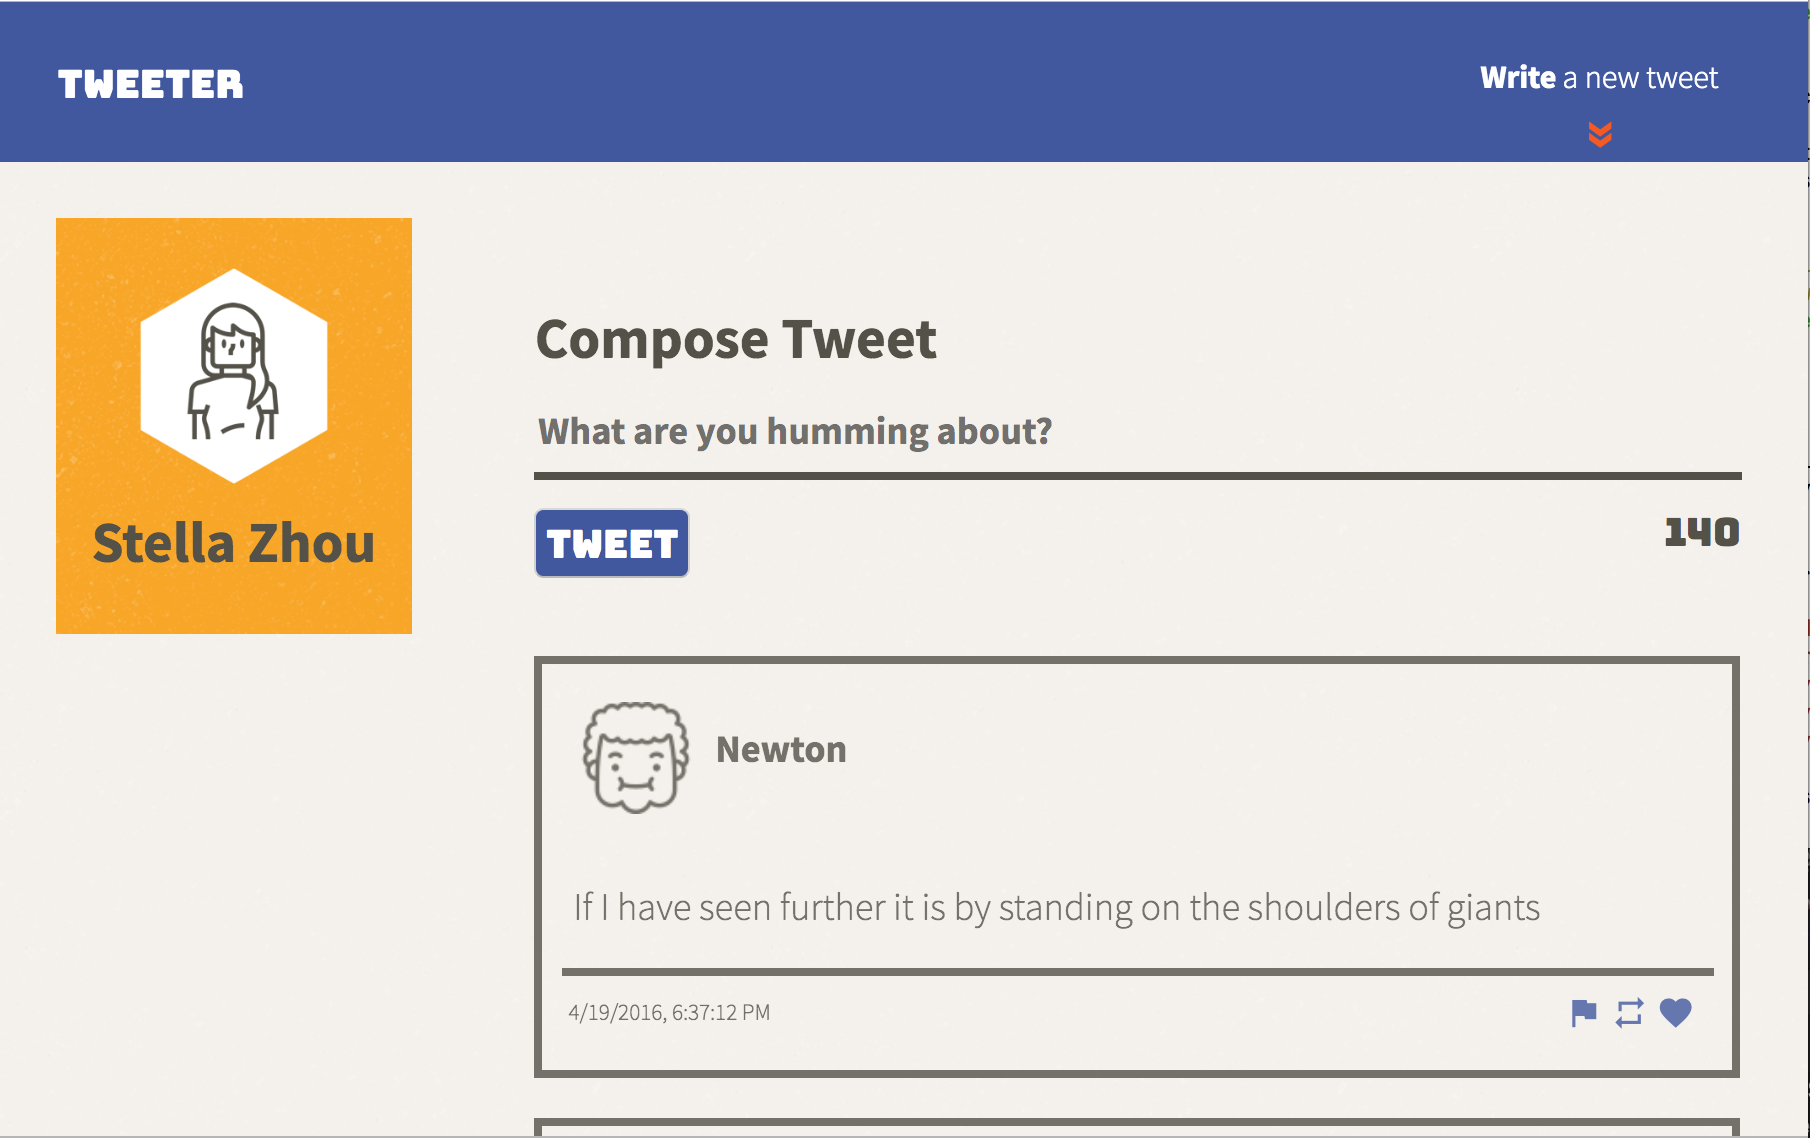 TWEETER
Write a new tweet
Stella Zhou
Compose Tweet
What are you humming about?
TWEET
140
Newton
If I have seen further it is by standing on the shoulders of giants
4/19/2016, 6:37:12 PM